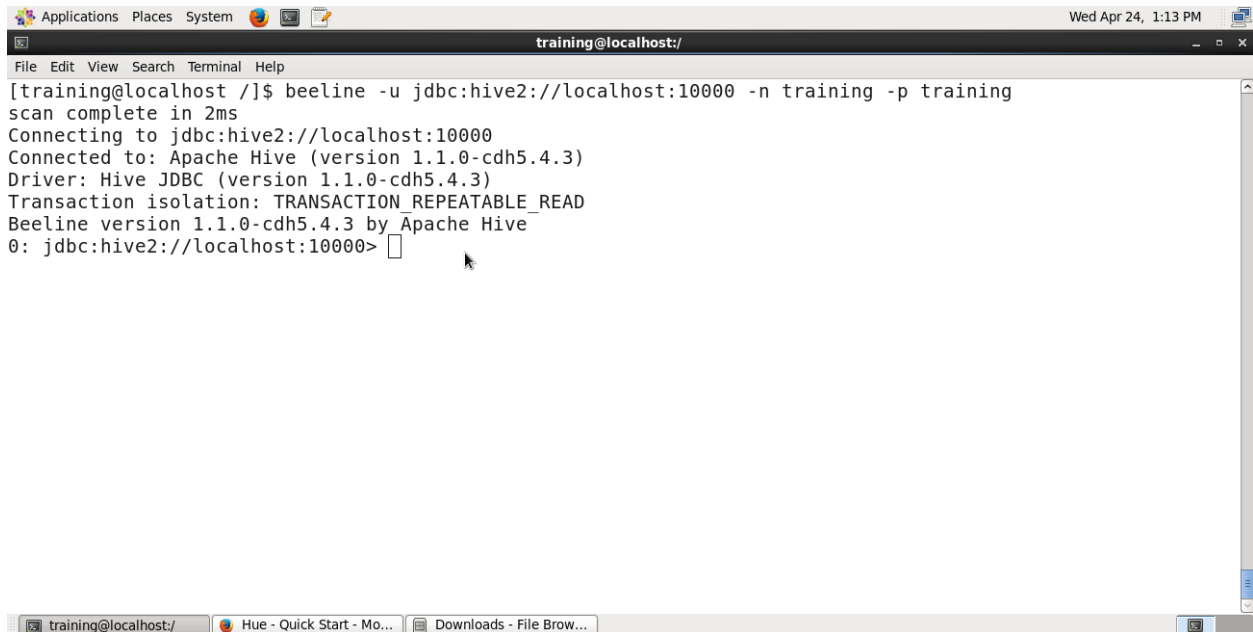 Applications Places System Wed Apr 24, 1:13 PM
training@localhost:/
File Edit View Search Terminal Help
[training@localhost /]$ beeline -u jdbc:hive2://localhost:10000 -n training -p training
scan complete in 2ms
Connecting to jdbc:hive2://localhost:10000
Connected to: Apache Hive (version 1.1.0-cdh5.4.3)
Driver: Hive JDBC (version 1.1.0-cdh5.4.3)
Transaction isolation: TRANSACTION_REPEATABLE_READ
Beeline version 1.1.0-cdh5.4.3 by Apache Hive
0: jdbc:hive2://localhost:10000>
training@localhost:/ Hue - Quick Start - Mo... Downloads - File Brow...